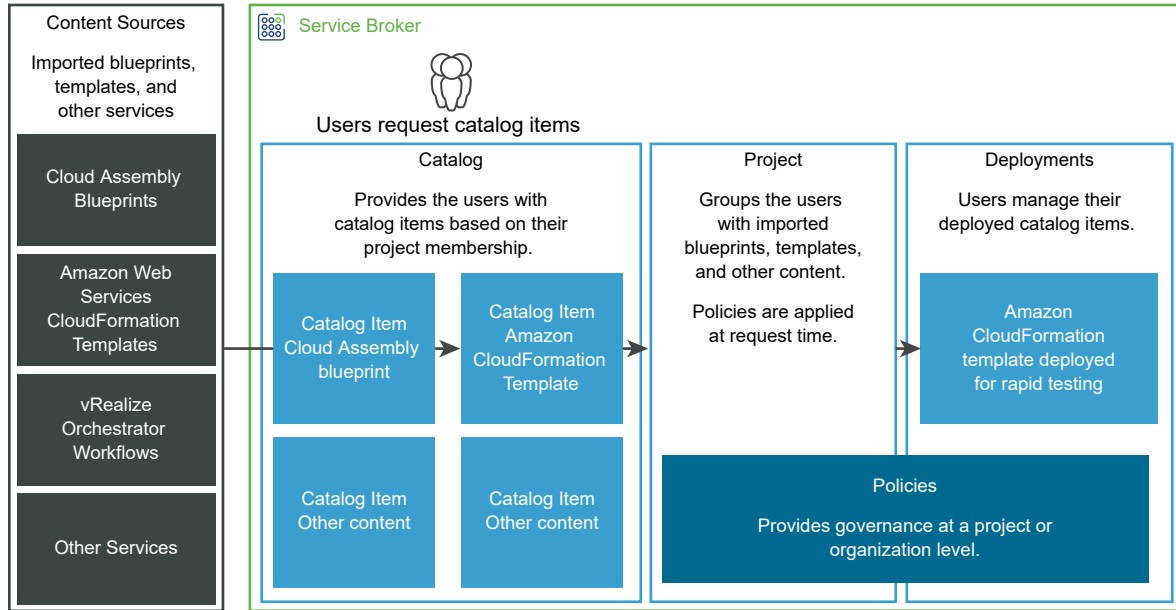 Content Sources
Imported blueprints,
templates, and
other services
Cloud Assembly
Blueprints
Amazon Web
Services
CloudFormation
Templates
vRealize
Orchestrator
Workflows
Other Services
Service Broker
Users request catalog items
Catalog
Provides the users with
catalog items based on their
project membership.
Catalog Item
Cloud Assembly
blueprint
Catalog Item
Amazon
CloudFormation
Template
Catalog Item
Other content
Catalog Item
Other content
Project
Groups the users
with imported
blueprints, templates,
and other content.
Policies are applied
at request time.
Deployments
Users manage their
deployed catalog items.
Amazon
CloudFormation
template deployed
for rapid testing
Policies
Provides governance at a project or
organization level.